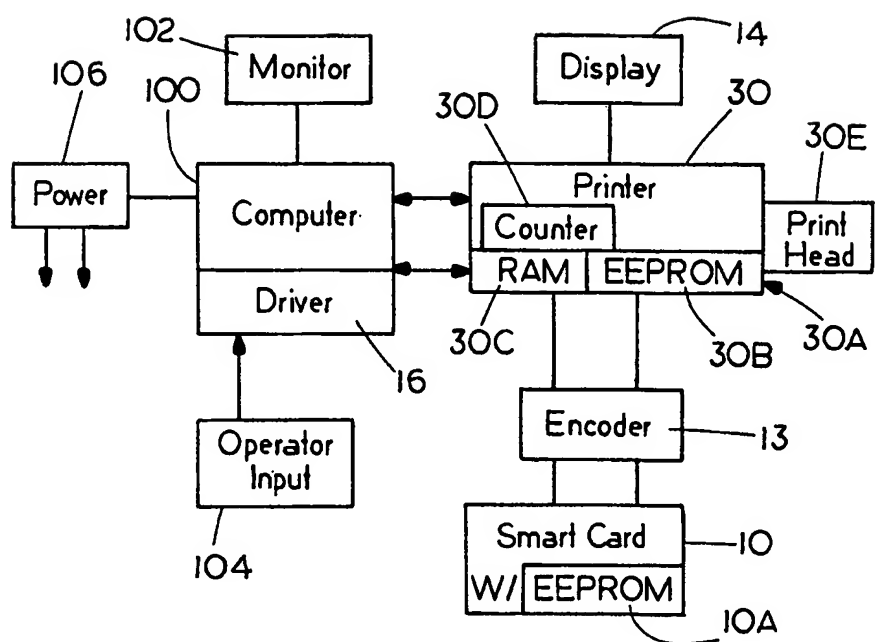 102
Monitor
14
Display
106
100
30D
30
30E
Power
Computer
Printer
Counter
Print
Head
RAM
EEPROM
Driver
30C
30B
30A
16
Operator
Input
104
Encoder
13
Smart Card
10
W/ EEPROM
10A